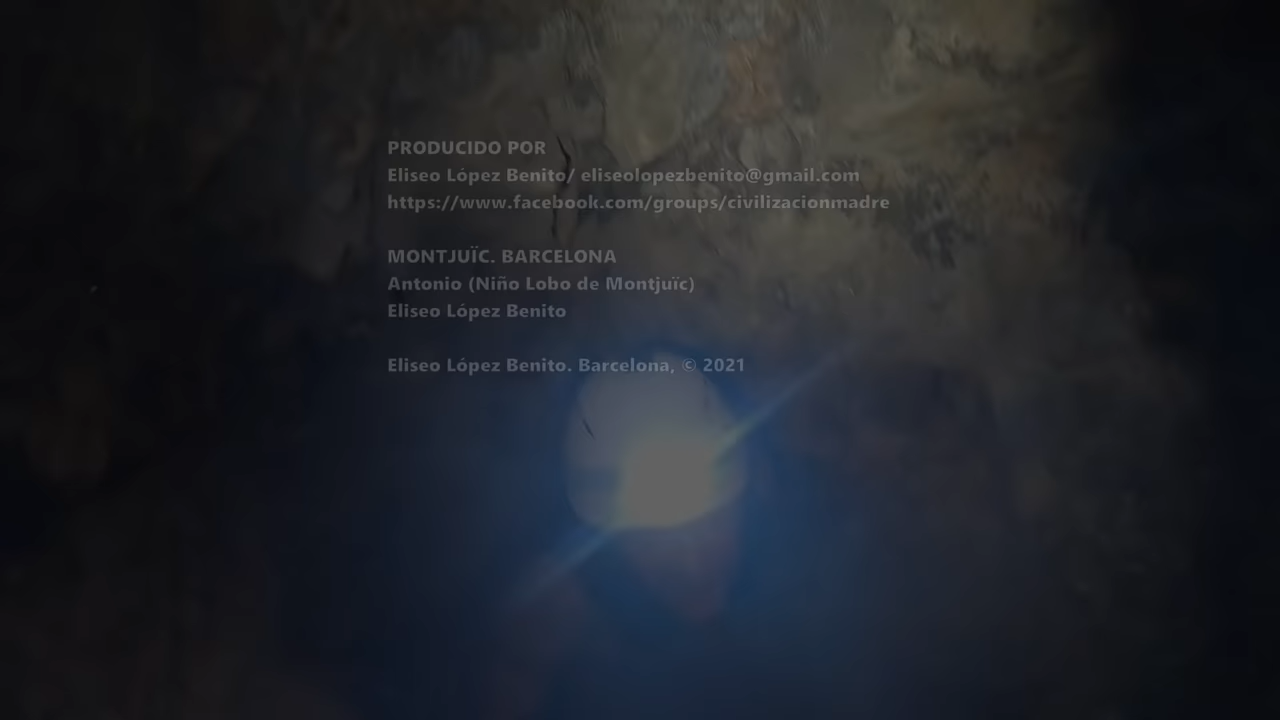 PRODUCIDO POR
Eliseo López Benito/ eliseolopezbenito@gmail.com
https://www.facebook.com/groups/civilizacionmadre
MONTJUÏC. BARCELONA
Antonio (Niño Lobo de Montjuïc)
Eliseo López Benito
Eliseo López Benito. Barcelona, © 2021